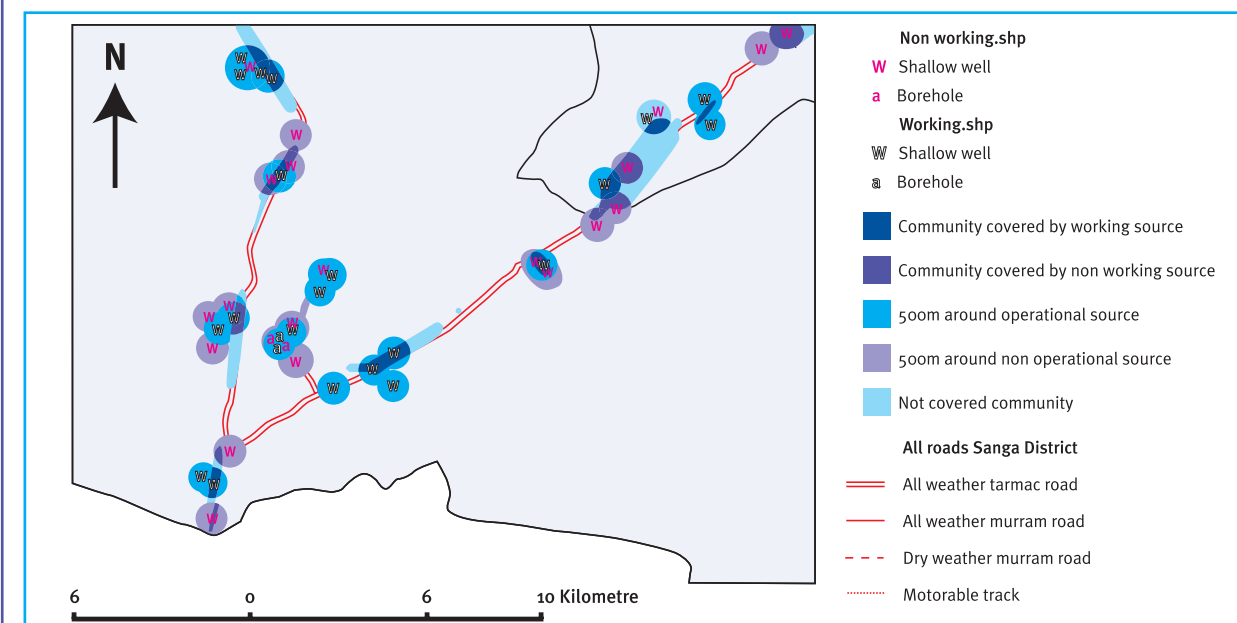 N
Non working.shp
W Shallow well
a Borehole
Working.shp
W Shallow well
a Borehole
Community covered by working source
Community covered by non working source
500m around operational source
500m around non operational source
Not covered community
All roads Sanga District
All weather tarmac road
All weather murram road
Dry weather murram road
Motorable track
6 0 6 10 Kilometre